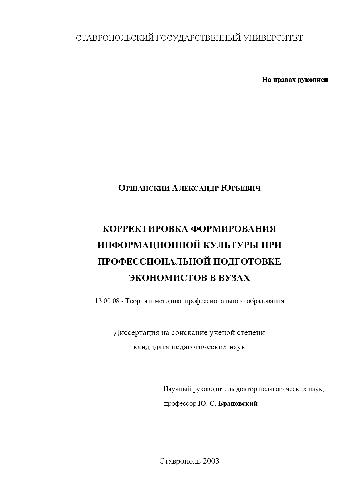 СТАВРОПОЛЬСКИЙ ГОСУДАРСТВЕННЫЙ УНИВЕРСИТЕТ
На правах рукописи
ОРШАНСКИЙ АЛЕКСАНДР ЮРЬЕВИЧ
КОРРЕКТИРОВКА ФОРМИРОВАНИЯ
ИНФОРМАЦИОННОЙ КУЛЬТУРЫ ПРИ
ПРОФЕССИОНАЛЬНОЙ ПОДГОТОВКЕ
ЭКОНОМИСТОВ В ВУЗАХ
13.00.08 - Теория и методика профессионального образования
Диссертация на соискание ученой степени
кандидата педагогических наук
Научный руководитель доктор педагогических наук,
профессор Ю. С. Брановский
Ставрополь 2003